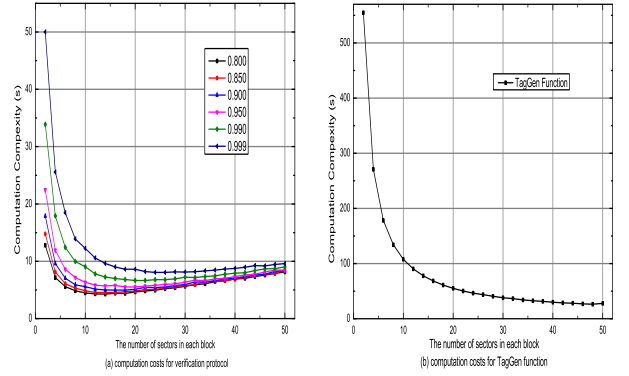 50
40
30
20
10
0
Computation Compexity (s)
0.800
0.850
0.900
0.950
0.990
0.999
0 10 20 30 40 50
The number of sectors in each block
(a) computation costs for verification protocol
500
400
300
200
100
0
Computation Compexity (s)
TagGen Function
0 10 20 30 40 50
The number of sectors in each block
(b) computation costs for TagGen function